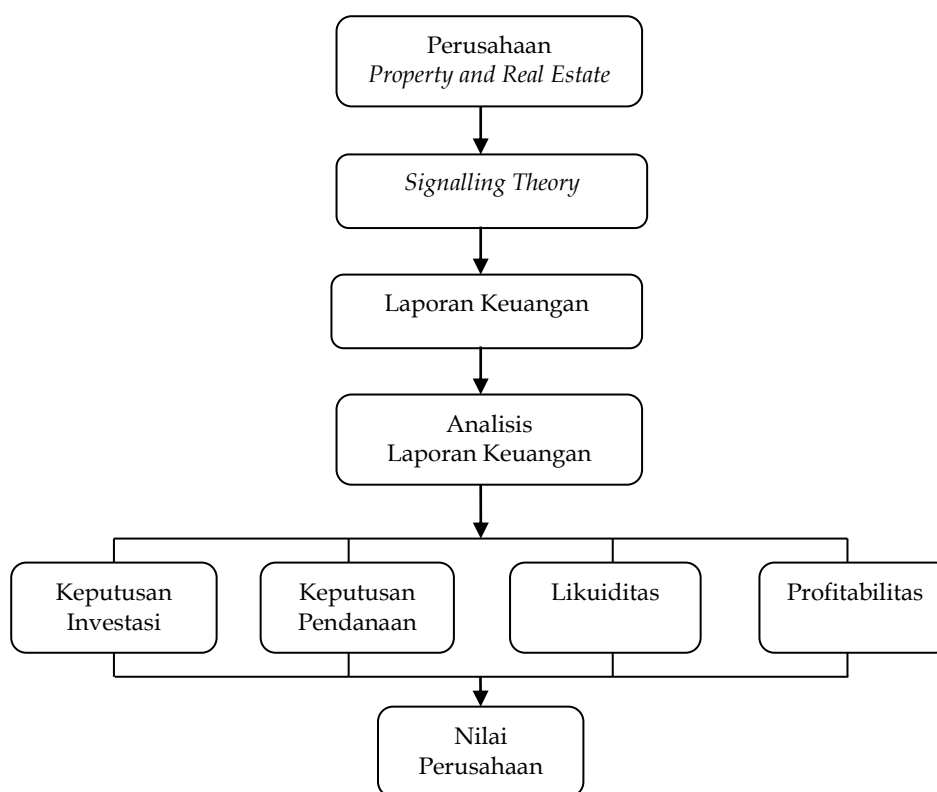 Perusahaan
Property and Real Estate
Signalling Theory
Laporan Keuangan
Analisis
Laporan Keuangan
Keputusan
Investasi
Keputusan
Pendanaan
Likuiditas
Profitabilitas
Nilai
Perusahaan